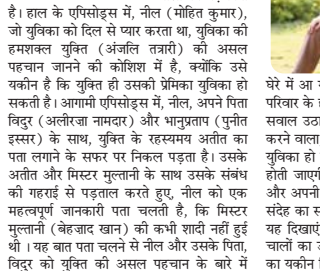 है। हाल के एपिसोड्स में, नील (मोहित कुमार),
जो युविका को दिल से प्यार करता था, युविका की
हमशक्ल युक्ति (अंजलि तत्रारी) की असल
पहचान जानने की कोशिश में है, क्योंकि उसे
यकीन है कि युक्ति ही उसकी प्रेमिका युविका हो
सकती है। आगामी एपिसोड्स में, नील, अपने पिता
विदुर (अलीरज़ा नामदार) और भानुप्रताप (पुनीत
इस्सर) के साथ, युक्ति के रहस्यमय अतीत का
पता लगाने के सफर पर निकल पड़ता है। उसके
अतीत और मिस्टर मुल्तानी के साथ उसके संबंध
की गहराई से पड़ताल करते हुए, नील को एक
महत्वपूर्ण जानकारी पता चलती है, कि मिस्टर
मुल्तानी (बेहजाद खान) की कभी शादी नहीं हुई
थी । यह बात पता चलने से नील और उसके पिता,
विदुर को युक्ति की असल पहचान के बारे में
घेरे में आ
परिवार के
सवाल उठा
करने वाला
युविका हो
होती जाएगी
और अपनी
संदेह का स
यह दिखाएं
चालों का उ
का यकीन